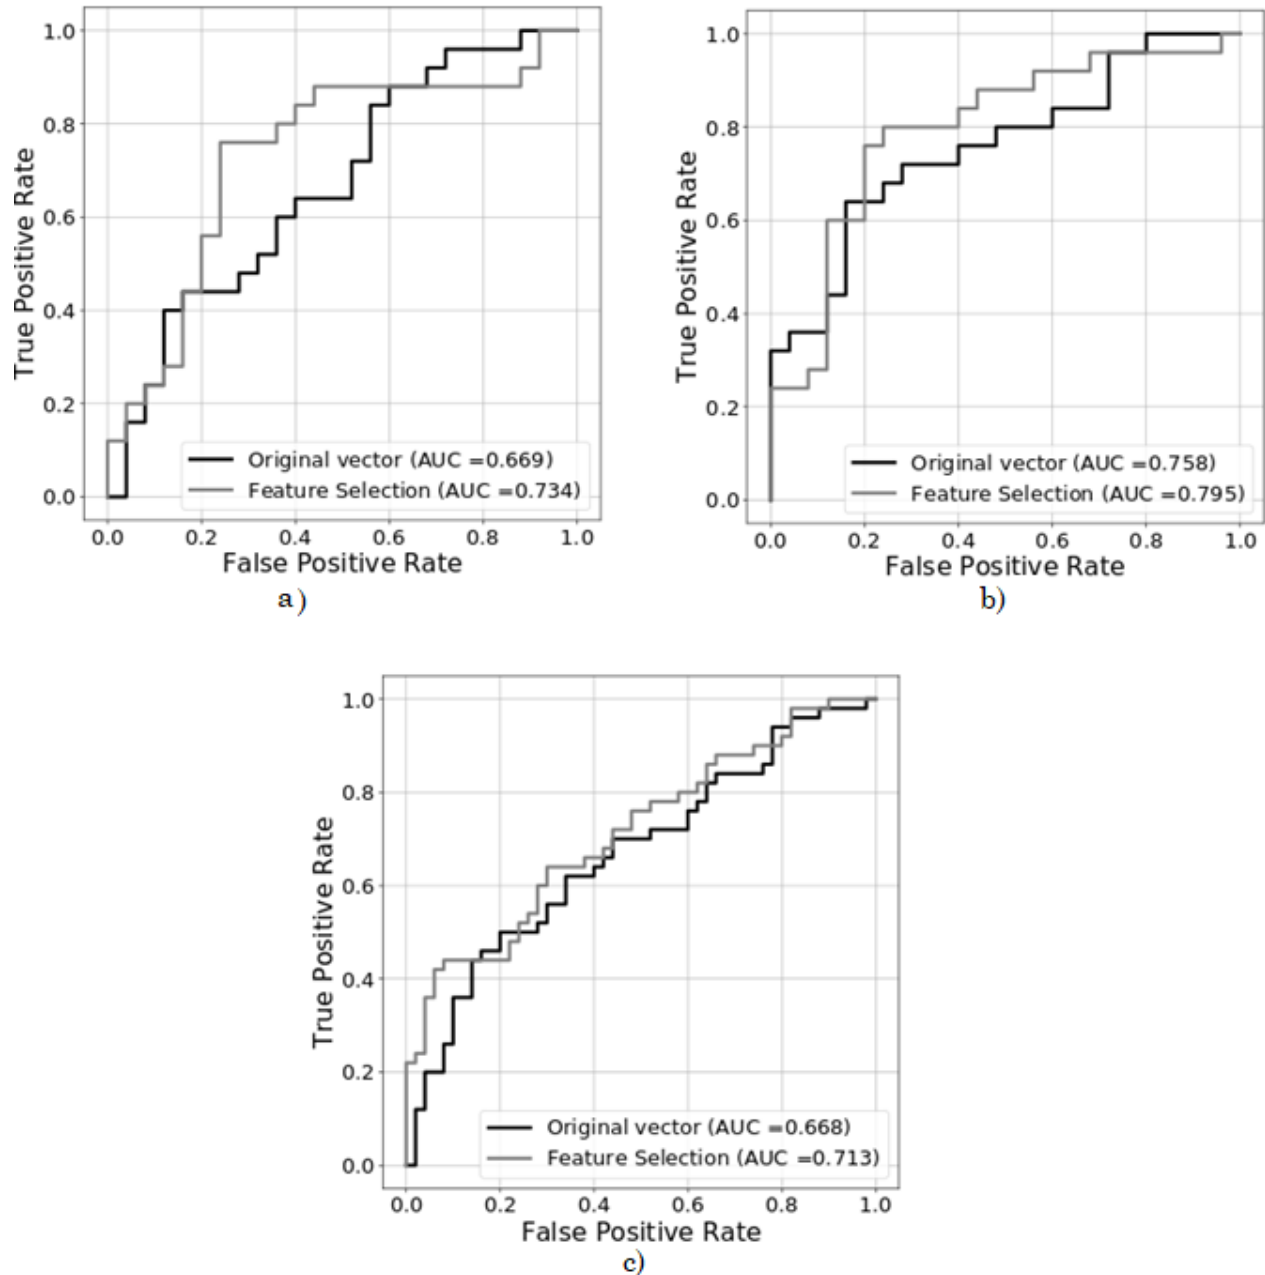 1.0
0.8
0.6
0.4
0.2
0.0
True Positive Rate
Original vector (AUC =0.669)
Feature Selection (AUC =0.734)
0.0 0.2 0.4 0.6 0.8 1.0
False Positive Rate
a)
1.0
0.8
0.6
0.4
0.2
0.0
True Positive Rate
Original vector (AUC =0.758)
Feature Selection (AUC =0.795)
0.0 0.2 0.4 0.6 0.8 1.0
False Positive Rate
b)
1.0
0.8
0.6
0.4
0.2
0.0
True Positive Rate
Original vector (AUC =0.668)
Feature Selection (AUC =0.713)
0.0 0.2 0.4 0.6 0.8 1.0
False Positive Rate
c)